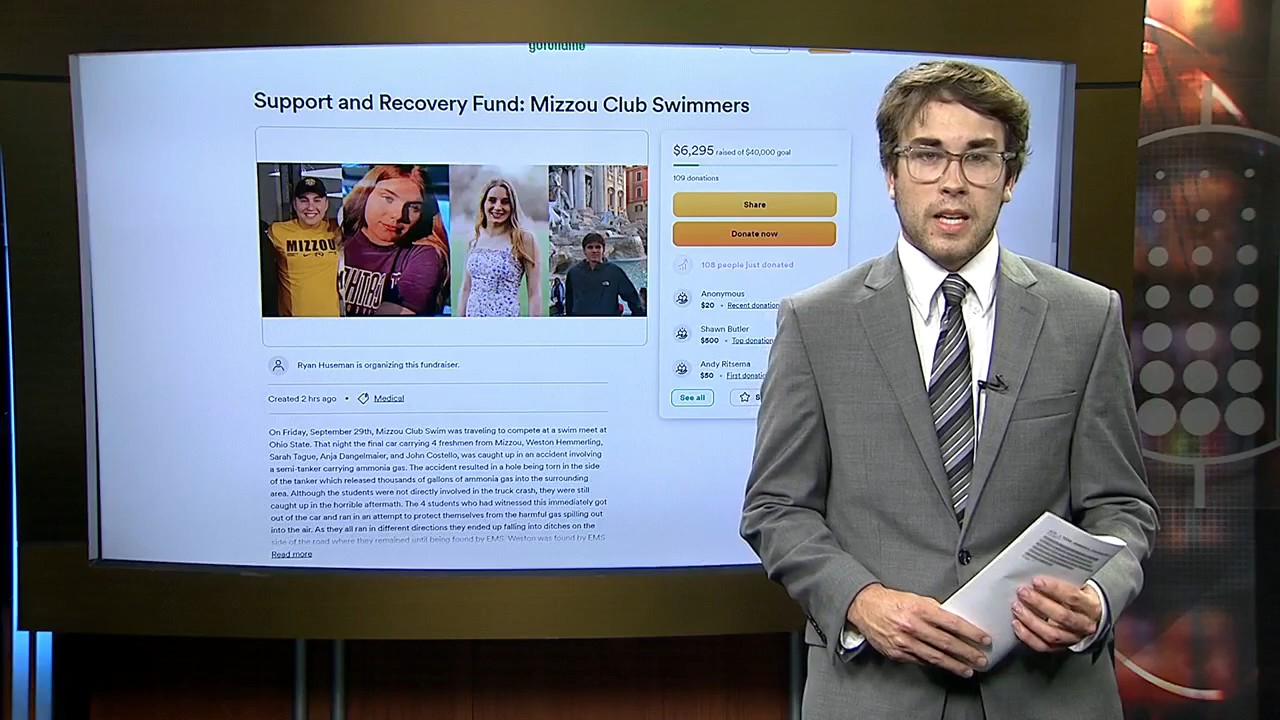 gofundme
Support and Recovery Fund: Mizzou Club Swimmers
MIZZOU
$6,295 raised of $40,000 goal
109 donations
Share
Donate now
108 people just donated
Anonymous
$20 • Recent donation
Shawn Butler
$500 • Top donation
Andy Ritsema
$50 • First donatio
See all
S
Ryan Huseman is organizing this fundraiser.
Created 2 hrs ago • Medical
On Friday, September 29th, Mizzou Club Swim was traveling to compete at a swim meet at
Ohio State. That night the final car carrying 4 freshmen from Mizzou, Weston Hemmerling,
Sarah Tague, Anja Dangelmaier, and John Costello, was caught up in an accident involving
a semi-tanker carrying ammonia gas. The accident resulted in a hole being torn in the side
of the tanker which released thousands of gallons of ammonia gas into the surrounding
area. Although the students were not directly involved in the truck crash, they were still
caught up in the horrible aftermath. The 4 students who had witnessed this immediately got
out of the car and ran in an attempt to protect themselves from the harmful gas spilling out
into the air. As they all ran in different directions they ended up falling into ditches on the
side of the road where they remained until being found by EMS. Weston was found by EMS
Read more